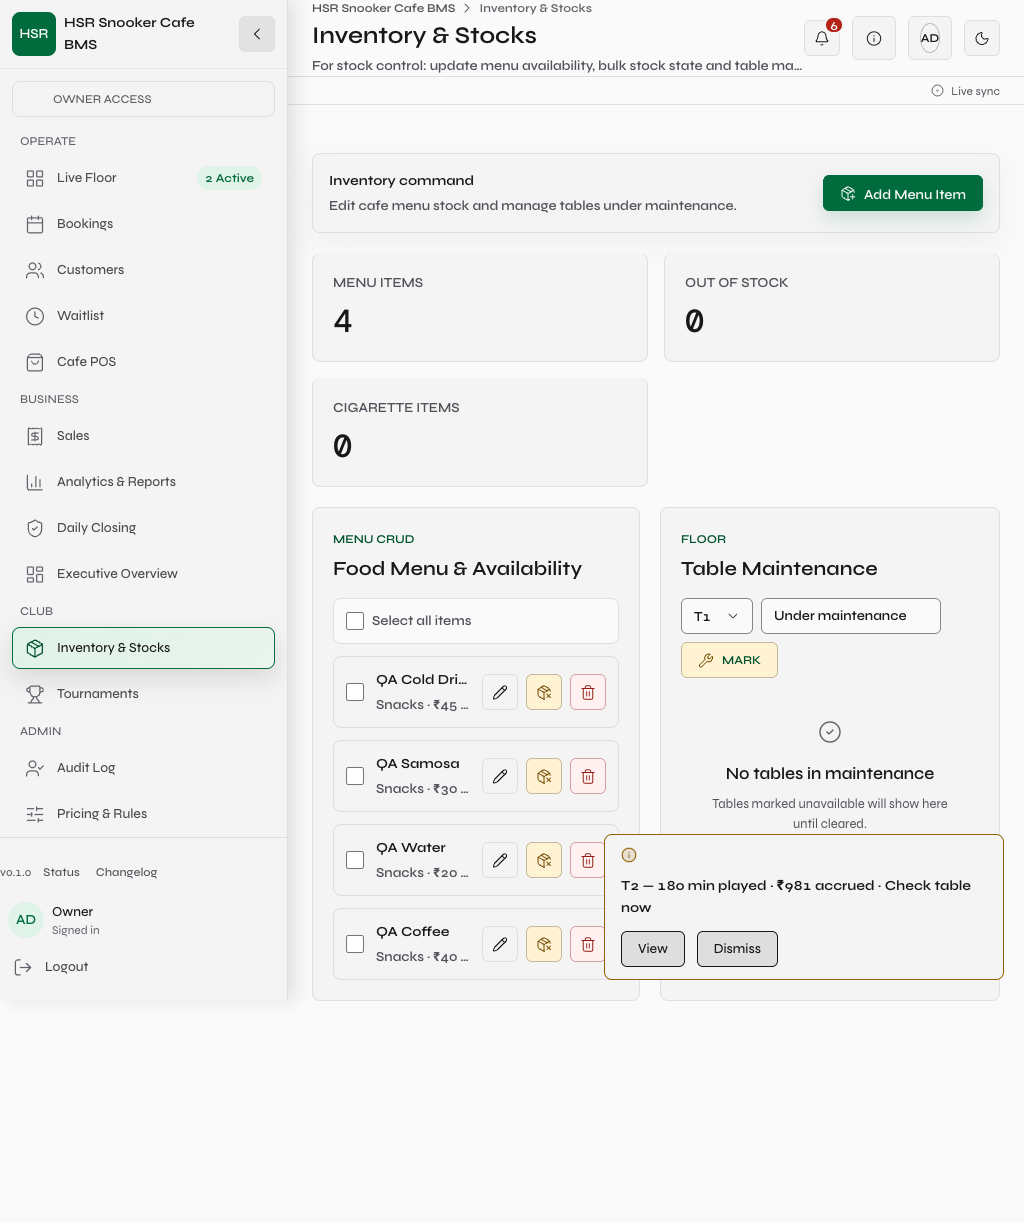 HSR
HSR Snooker Cafe
BMS
OWNER ACCESS
OPERATE
Live Floor
2 Active
Bookings
Customers
Waitlist
Cafe POS
BUSINESS
Sales
Analytics & Reports
Daily Closing
Executive Overview
CLUB
Inventory & Stocks
Tournaments
ADMIN
Audit Log
Pricing & Rules
v0.1.0 Status Changelog
AD
Owner
Signed in
Logout
HSR Snooker Cafe BMS > Inventory & Stocks
Inventory & Stocks
For stock control: update menu availability, bulk stock state and table ma...
6
AD
Live sync
Inventory command
Edit cafe menu stock and manage tables under maintenance.
Add Menu Item
MENU ITEMS
4
OUT OF STOCK
0
CIGARETTE ITEMS
0
MENU CRUD
Food Menu & Availability
Select all items
QA Cold Dri...
Snacks · ₹45 ...
QA Samosa
Snacks · ₹30 ...
QA Water
Snacks · ₹20 ...
QA Coffee
Snacks · ₹40 ...
FLOOR
Table Maintenance
T1
Under maintenance
MARK
No tables in maintenance
Tables marked unavailable will show here
until cleared.
T2 — 180 min played · ₹981 accrued · Check table
now
View
Dismiss